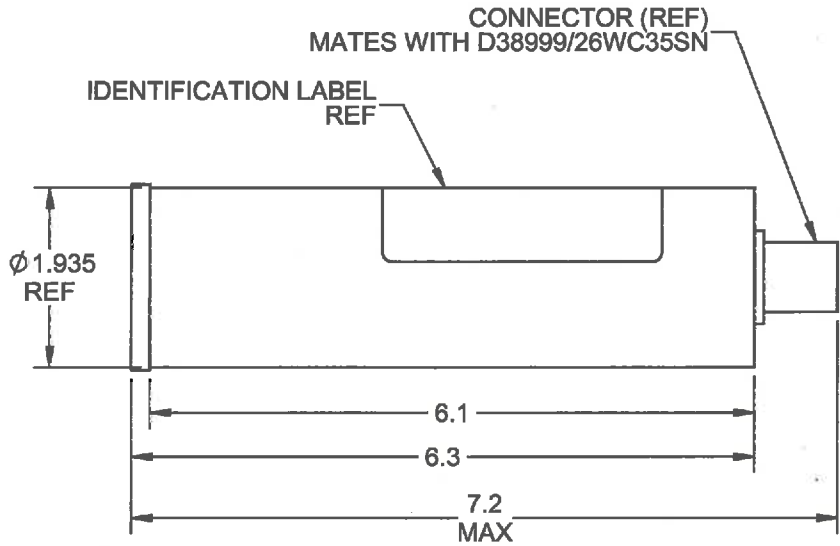 CONNECTOR (REF)
MATES WITH D38999/26WC35SN
IDENTIFICATION LABEL
REF
Ø1.935
REF
6.1
6.3
7.2
MAX